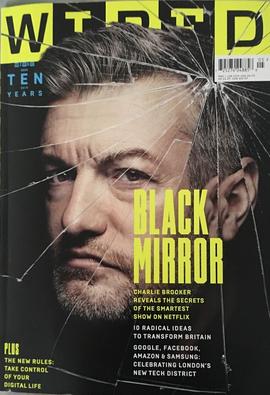 WIRED
TEN
YEARS
BLACK
MIRROR
CHARLIE BROOKER
REVEALS THE SECRETS
OF THE SMARTEST
SHOW ON NETFLIX
10 RADICAL IDEAS
TO TRANSFORM BRITAIN
GOOGLE, FACEBOOK,
AMAZON & SAMSUNG:
CELEBRATING LONDON'S
NEW TECH DISTRICT
PLUS
THE NEW RULES:
TAKE CONTROL
OF YOUR
DIGITAL LIFE